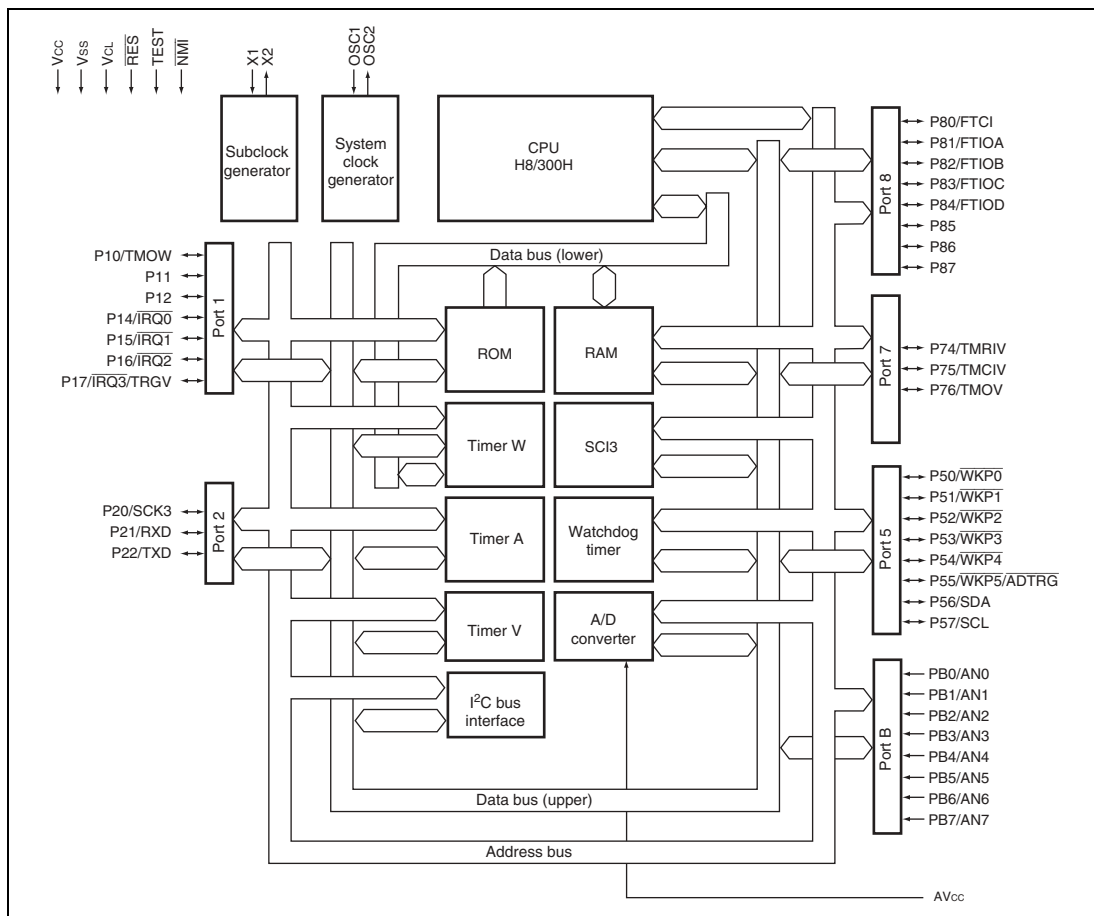 Vcc
Vss
VCL
RES
TEST
NMI
X1
X2
OSC1
OSC2
Subclock
generator
System
clock
generator
CPU
H8/300H
Data bus (lower)
P10/TMOW
P11
P12
P14/IRQ0
P15/IRQ1
P16/IRQ2
P17/IRQ3/TRGV
Port 1
P20/SCK3
P21/RXD
P22/TXD
Port 2
ROM
RAM
Timer W
SCI3
Timer A
Watchdog
timer
Timer V
A/D
converter
I²C bus
interface
Port 8
P80/FTCI
P81/FTIOA
P82/FTIOB
P83/FTIOC
P84/FTIOD
P85
P86
P87
Port 7
P74/TMRIV
P75/TMCIV
P76/TMOV
Port 5
P50/WKP0
P51/WKP1
P52/WKP2
P53/WKP3
P54/WKP4
P55/WKP5/ADTRG
P56/SDA
P57/SCL
Port B
PB0/AN0
PB1/AN1
PB2/AN2
PB3/AN3
PB4/AN4
PB5/AN5
PB6/AN6
PB7/AN7
Data bus (upper)
Address bus
AVcc